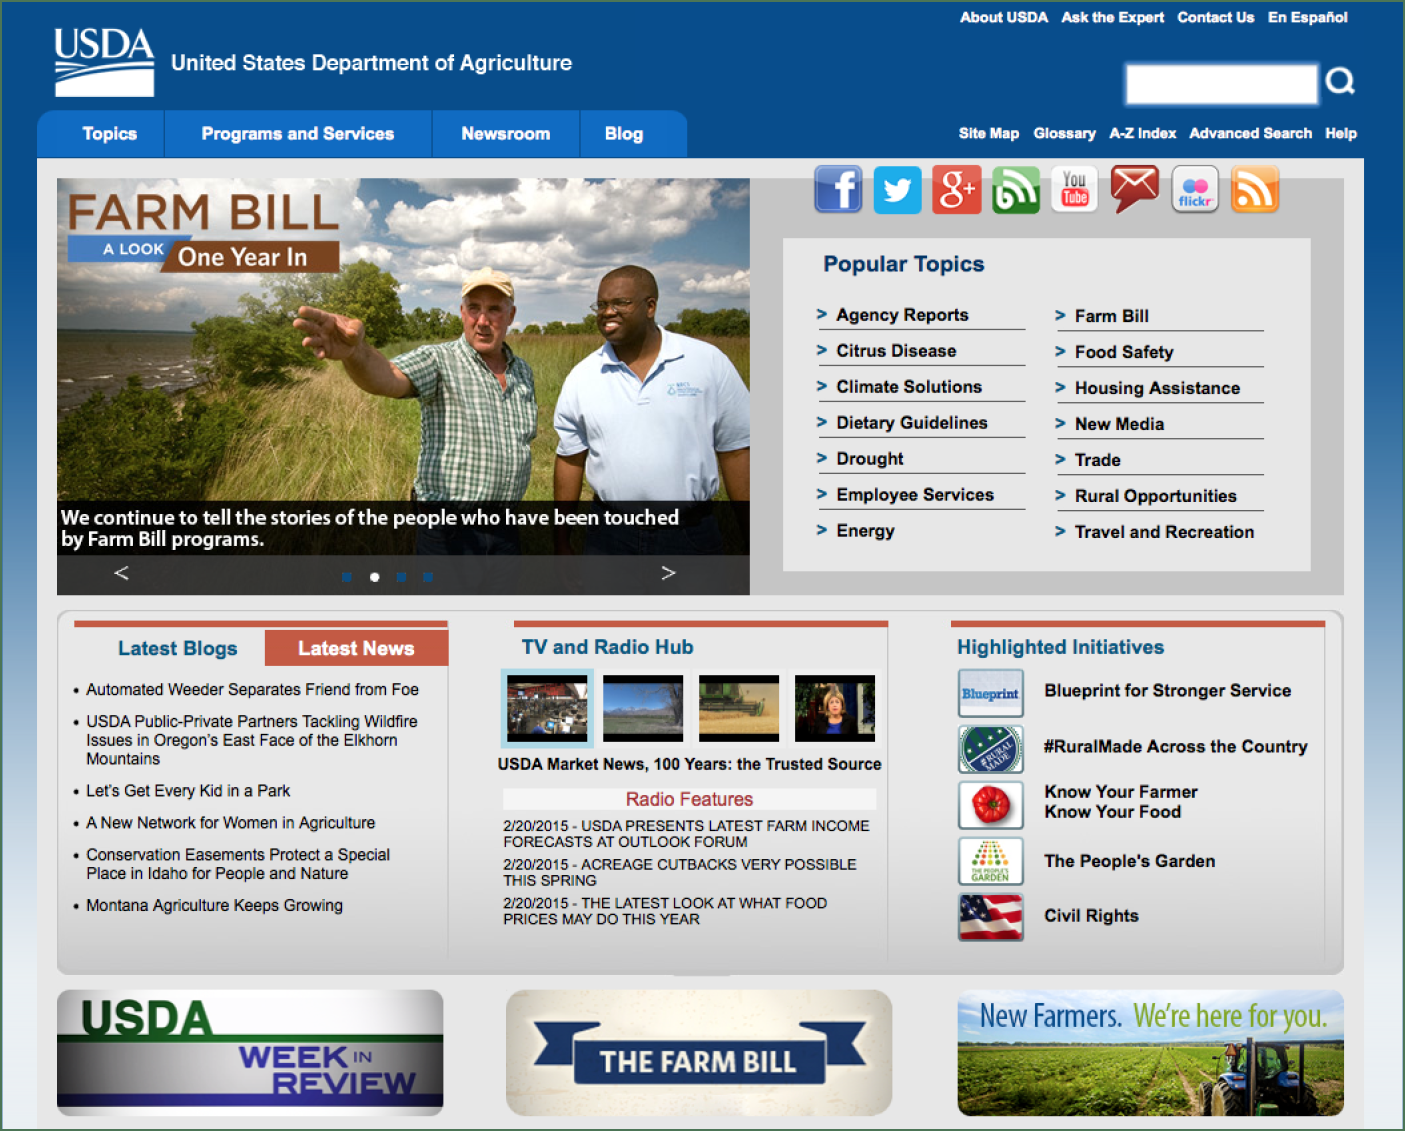 About USDA Ask the Expert Contact Us En Español
USDA
United States Department of Agriculture
Topics Programs and Services Newsroom Blog
Site Map Glossary A-Z Index Advanced Search Help
FARM BILL
A LOOK
One Year In
We continue to tell the stories of the people who have been touched
by Farm Bill programs.
< >
f g+ You Tube flickr
Popular Topics
> Agency Reports
> Citrus Disease
> Climate Solutions
> Dietary Guidelines
> Drought
> Employee Services
> Energy
> Farm Bill
> Food Safety
> Housing Assistance
> New Media
> Trade
> Rural Opportunities
> Travel and Recreation
Latest Blogs Latest News
• Automated Weeder Separates Friend from Foe
• USDA Public-Private Partners Tackling Wildfire
Issues in Oregon's East Face of the Elkhorn
Mountains
• Let's Get Every Kid in a Park
• A New Network for Women in Agriculture
• Conservation Easements Protect a Special
Place in Idaho for People and Nature
• Montana Agriculture Keeps Growing
TV and Radio Hub
USDA Market News, 100 Years: the Trusted Source
Radio Features
2/20/2015 - USDA PRESENTS LATEST FARM INCOME
FORECASTS AT OUTLOOK FORUM
2/20/2015 - ACREAGE CUTBACKS VERY POSSIBLE
THIS SPRING
2/20/2015 - THE LATEST LOOK AT WHAT FOOD
PRICES MAY DO THIS YEAR
Highlighted Initiatives
Blueprint
Blueprint for Stronger Service
#RURAL
MADE
#RuralMade Across the Country
Know Your Farmer
Know Your Food
THE PEOPLE'S
GARDEN
The People's Garden
Civil Rights
USDA
WEEK IN
REVIEW
THE FARM BILL
New Farmers. We're here for you.